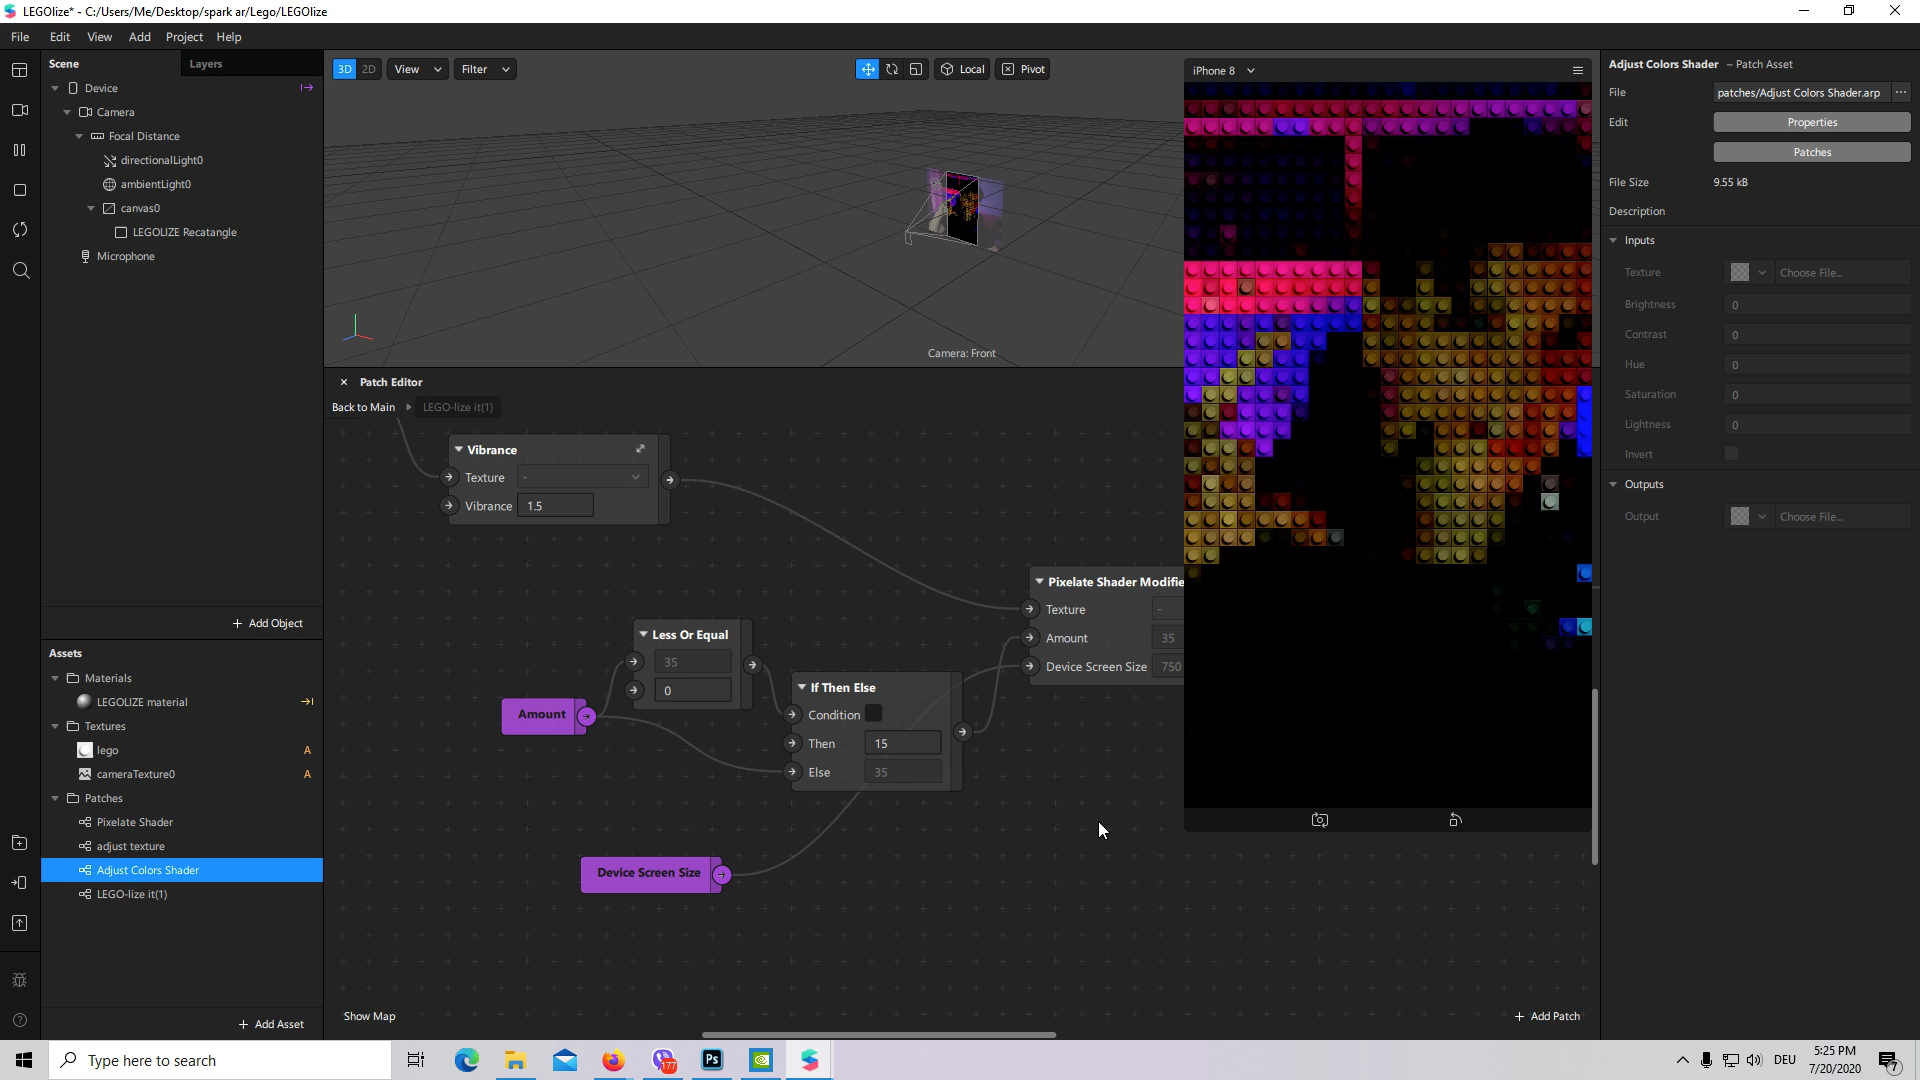 LEGOlize* - C:/Users/Me/Desktop/spark ar/Lego/LEGOlize
File Edit View Add Project Help
Scene
Layers
Device
Camera
Focal Distance
directionalLight0
ambientLight0
canvas0
LEGOLIZE Recatangle
Microphone
+ Add Object
Assets
Materials
LEGOLIZE material
Textures
lego A
cameraTexture0 A
Patches
Pixelate Shader
adjust texture
Adjust Colors Shader
LEGO-lize it(1)
+ Add Asset
3D 2D View Filter Local Pivot
Camera: Front
iPhone 8
Patch Editor
Back to Main LEGO-lize it(1)
Vibrance
Texture -
Vibrance 1.5
Less Or Equal
35
0
Amount
If Then Else
Condition
Then 15
Else 35
Device Screen Size
Pixelate Shader Modifie
Texture -
Amount 35
Device Screen Size 750
Show Map
+ Add Patch
Adjust Colors Shader – Patch Asset
File patches/Adjust Colors Shader.arp ...
Edit Properties
Patches
File Size 9.55 kB
Description
Inputs
Texture Choose File...
Brightness 0
Contrast 0
Hue 0
Saturation 0
Lightness 0
Invert
Outputs
Output Choose File...
Type here to search
177
Ps
DEU
5:25 PM
7/20/2020
7